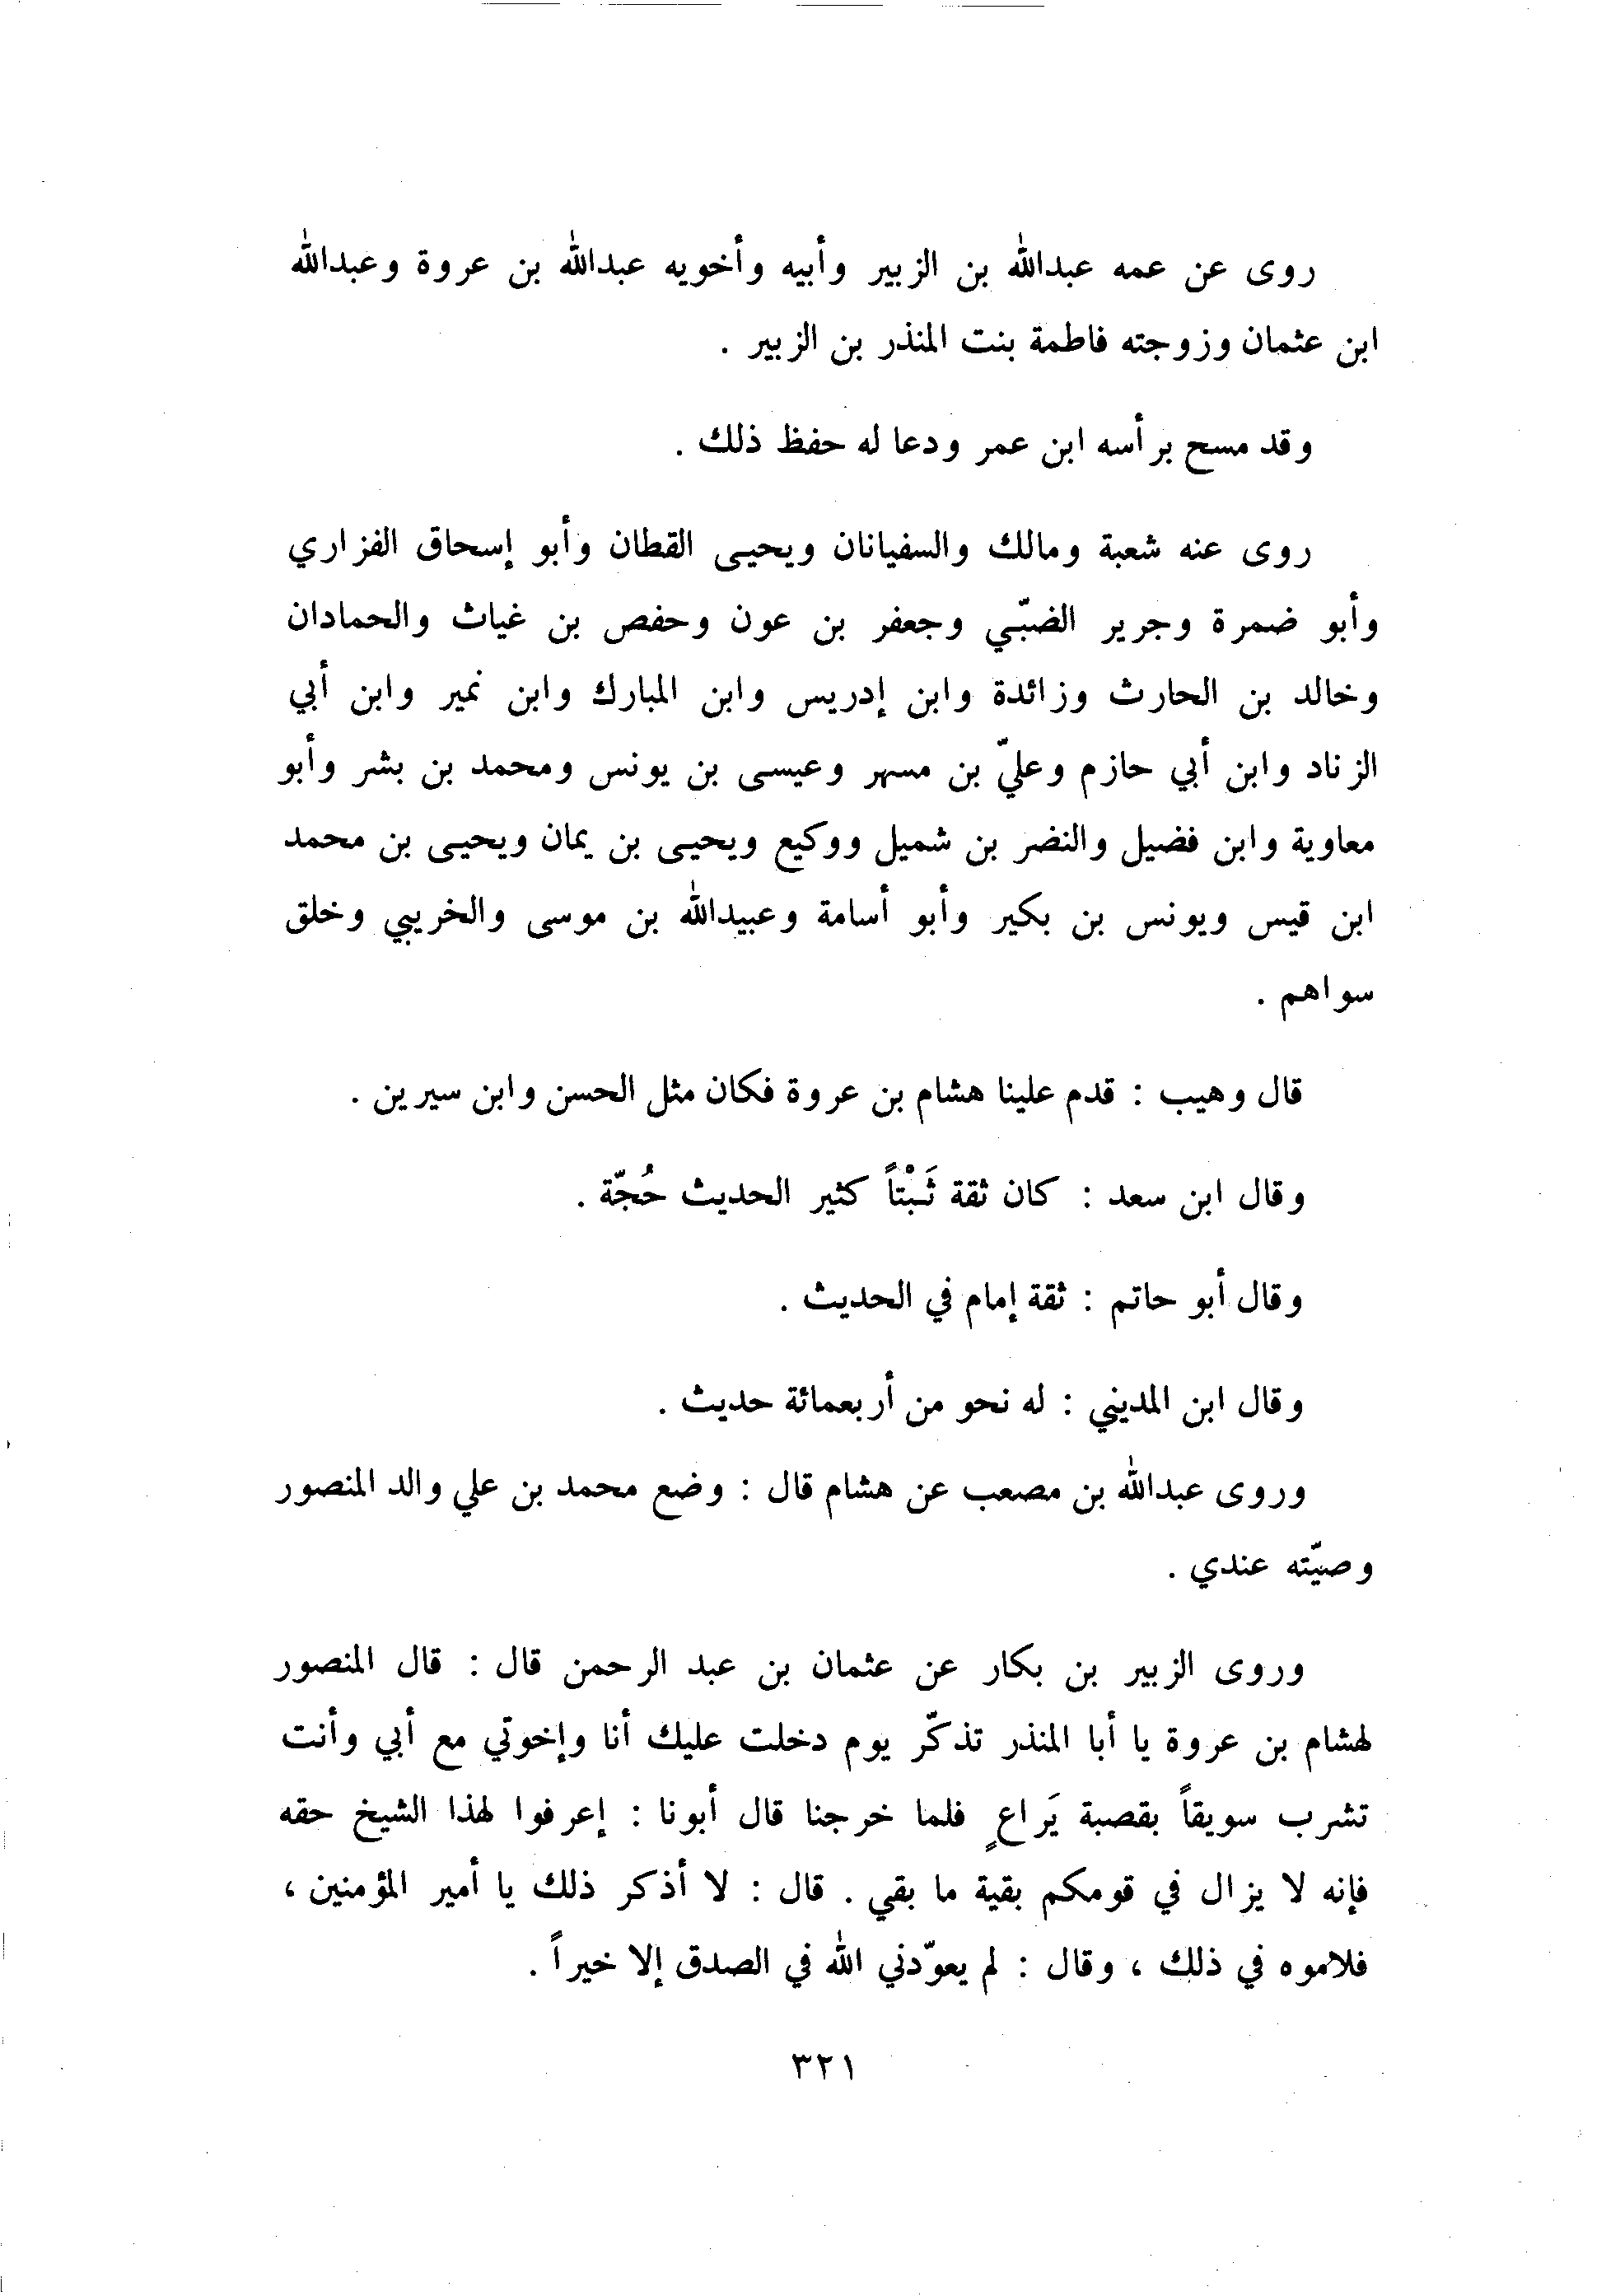 روى عن عمه عبدالله بن الزبير وأبيه وأخويه عبدالله بن عروة وعبدالله
ابن عثمان وزوجته فاطمة بنت المنذر بن الزبير .
وقد مسح برأسه ابن عمر ودعا له حفظ ذلك .
روى عنه شعبة ومالك والسفيانان ويحيى القطان وأبو إسحاق الفزاري
وأبو ضمرة وجرير الضبّي وجعفر بن عون وحفص بن غياث والحمادان
وخالد بن الحارث وزائدة وابن إدريس وابن المبارك وابن نمير وابن أبي
الزناد وابن أبي حازم وعليّ بن مسهر وعيسى بن يونس ومحمد بن بشر وأبو
معاوية وابن فضيل والنضر بن شميل ووكيع ويحيى بن يمان ويحيى بن محمد
ابن قيس ويونس بن بكير وأبو أسامة وعبيدالله بن موسى والخريبي وخلق
سواهم .
قال وهيب : قدم علينا هشام بن عروة فكان مثل الحسن وابن سيرين .
وقال ابن سعد : كان ثقة ثَبْتاً كثير الحديث حُجّة .
وقال أبو حاتم : ثقة إمام في الحديث .
وقال ابن المديني : له نحو من أربعمائة حديث .
وروى عبدالله بن مصعب عن هشام قال : وضع محمد بن علي والد المنصور
وصيّته عندي .
وروى الزبير بن بكار عن عثمان بن عبد الرحمن قال : قال المنصور
لهشام بن عروة يا أبا المنذر تذكّر يوم دخلت عليك أنا وإخوتي مع أبي وأنت
تشرب سويقاً بقصبة يَراعٍ فلما خرجنا قال أبونا : إعرفوا لهذا الشيخ حقه
فإنه لا يزال في قومكم بقية ما بقي . قال : لا أذكر ذلك يا أمير المؤمنين ،
فلاموه في ذلك ، وقال : لم يعوّدني الله في الصدق إلا خيراً .
٣٢١